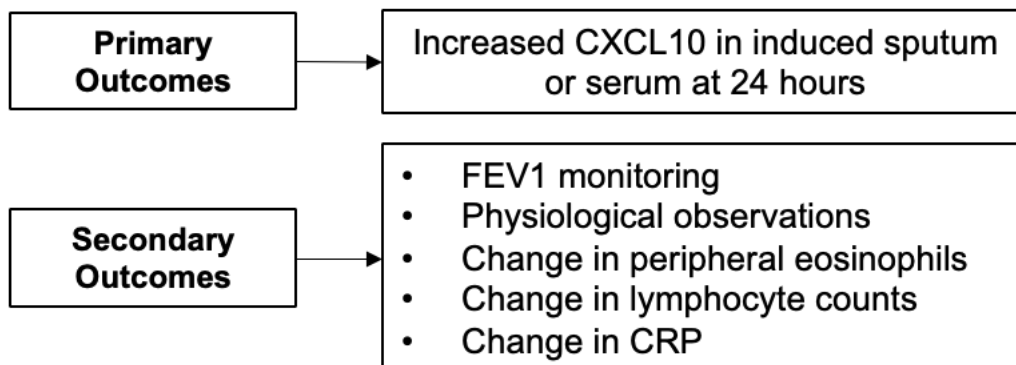 Primary
Outcomes
Increased CXCL10 in induced sputum
or serum at 24 hours
Secondary
Outcomes
• FEV1 monitoring
• Physiological observations
• Change in peripheral eosinophils
• Change in lymphocyte counts
• Change in CRP